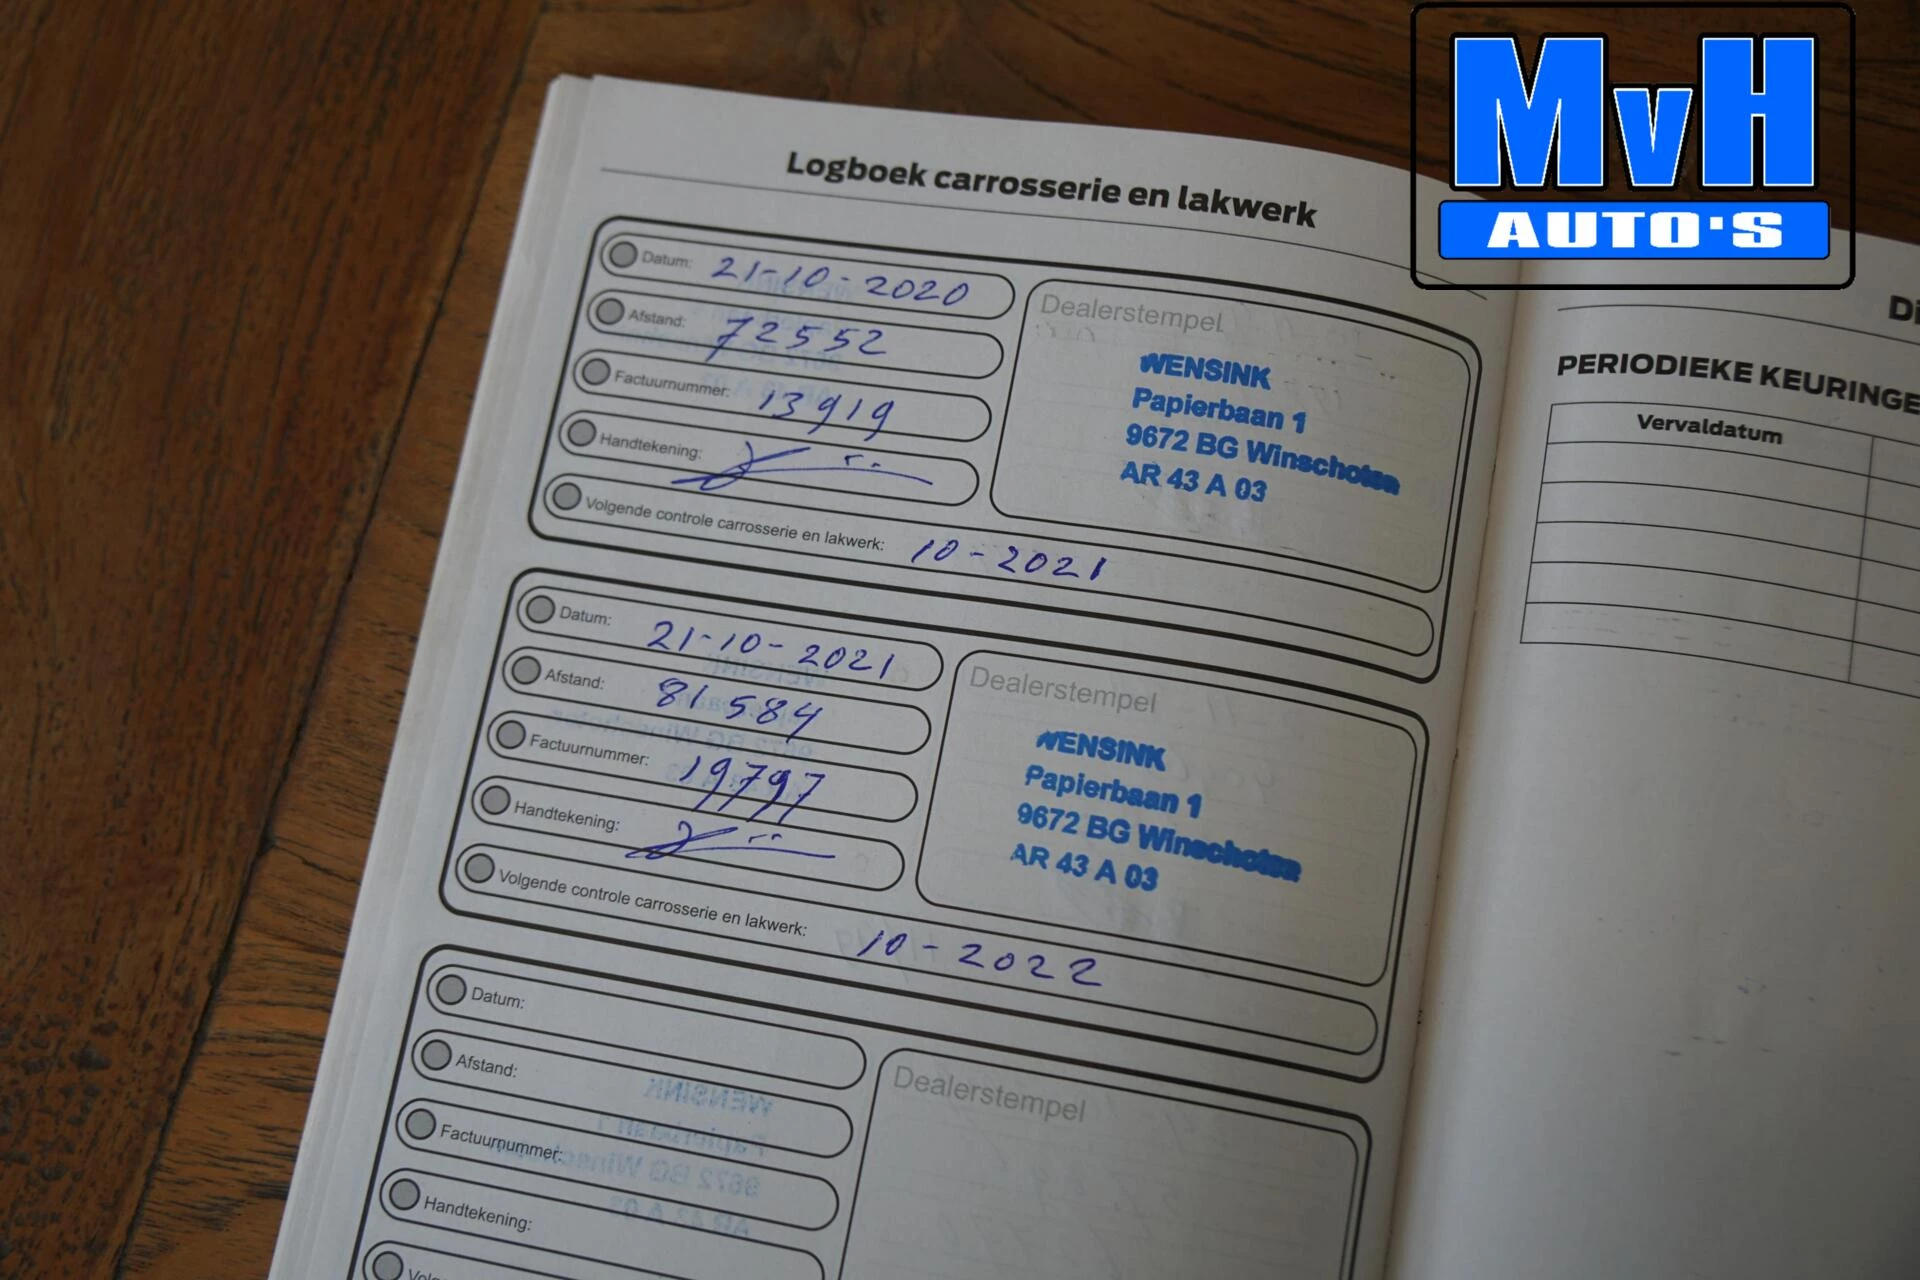 MvH
AUTO'S
Logboek carrosserie en lakwerk
Datum: 21-10-2020
Afstand: 72552
Factuurnummer: 13919
Handtekening:
Volgende controle carrosserie en lakwerk: 10-2021
Dealerstempel
WENSINK
Papierbaan 1
9672 BG Winschoten
AR 43 A 03
Datum: 21-10-2021
Afstand: 81584
Factuurnummer: 19797
Handtekening:
Volgende controle carrosserie en lakwerk: 10-2022
Dealerstempel
WENSINK
Papierbaan 1
9672 BG Winschoten
AR 43 A 03
Datum:
Afstand:
Factuurnummer:
Handtekening:
Dealerstempel
PERIODIEKE KEURINGE
Vervaldatum